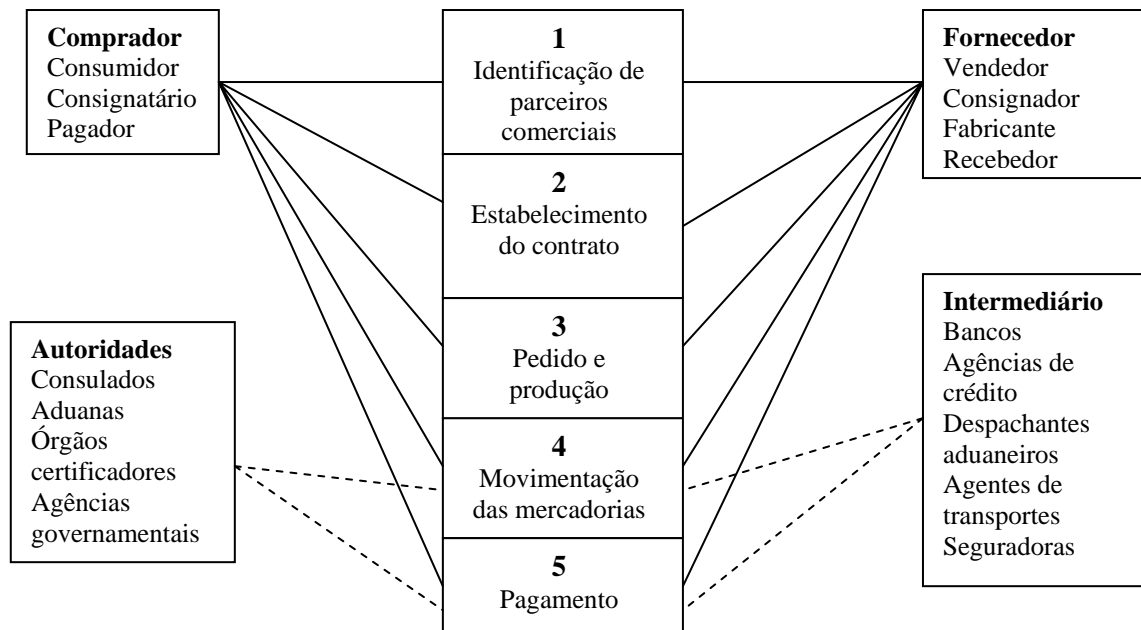 Comprador
Consumidor
Consignatário
Pagador
1
Identificação de
parceiros
comerciais
2
Estabelecimento
do contrato
3
Pedido e
produção
4
Movimentação
das mercadorias
5
Pagamento
Fornecedor
Vendedor
Consignador
Fabricante
Recebedor
Autoridades
Consulados
Aduanas
Órgãos
certificadores
Agências
governamentais
Intermediário
Bancos
Agências de
crédito
Despachantes
aduaneiros
Agentes de
transportes
Seguradoras